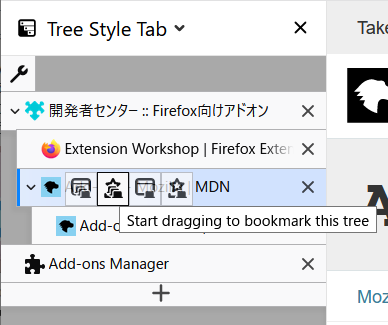 Tree Style Tab
Take
開発者センター :: Firefox向けアドオン
Extension Workshop | Firefox Exten
MDN
Start dragging to bookmark this tree
Add-o
Add-ons Manager
Moz